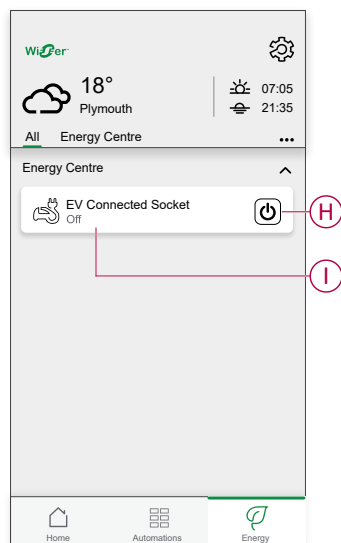 Wiser
18°
Plymouth
07:05
21:35
All Energy Centre
Energy Centre
EV Connected Socket
Off
H
I
Home Automations Energy